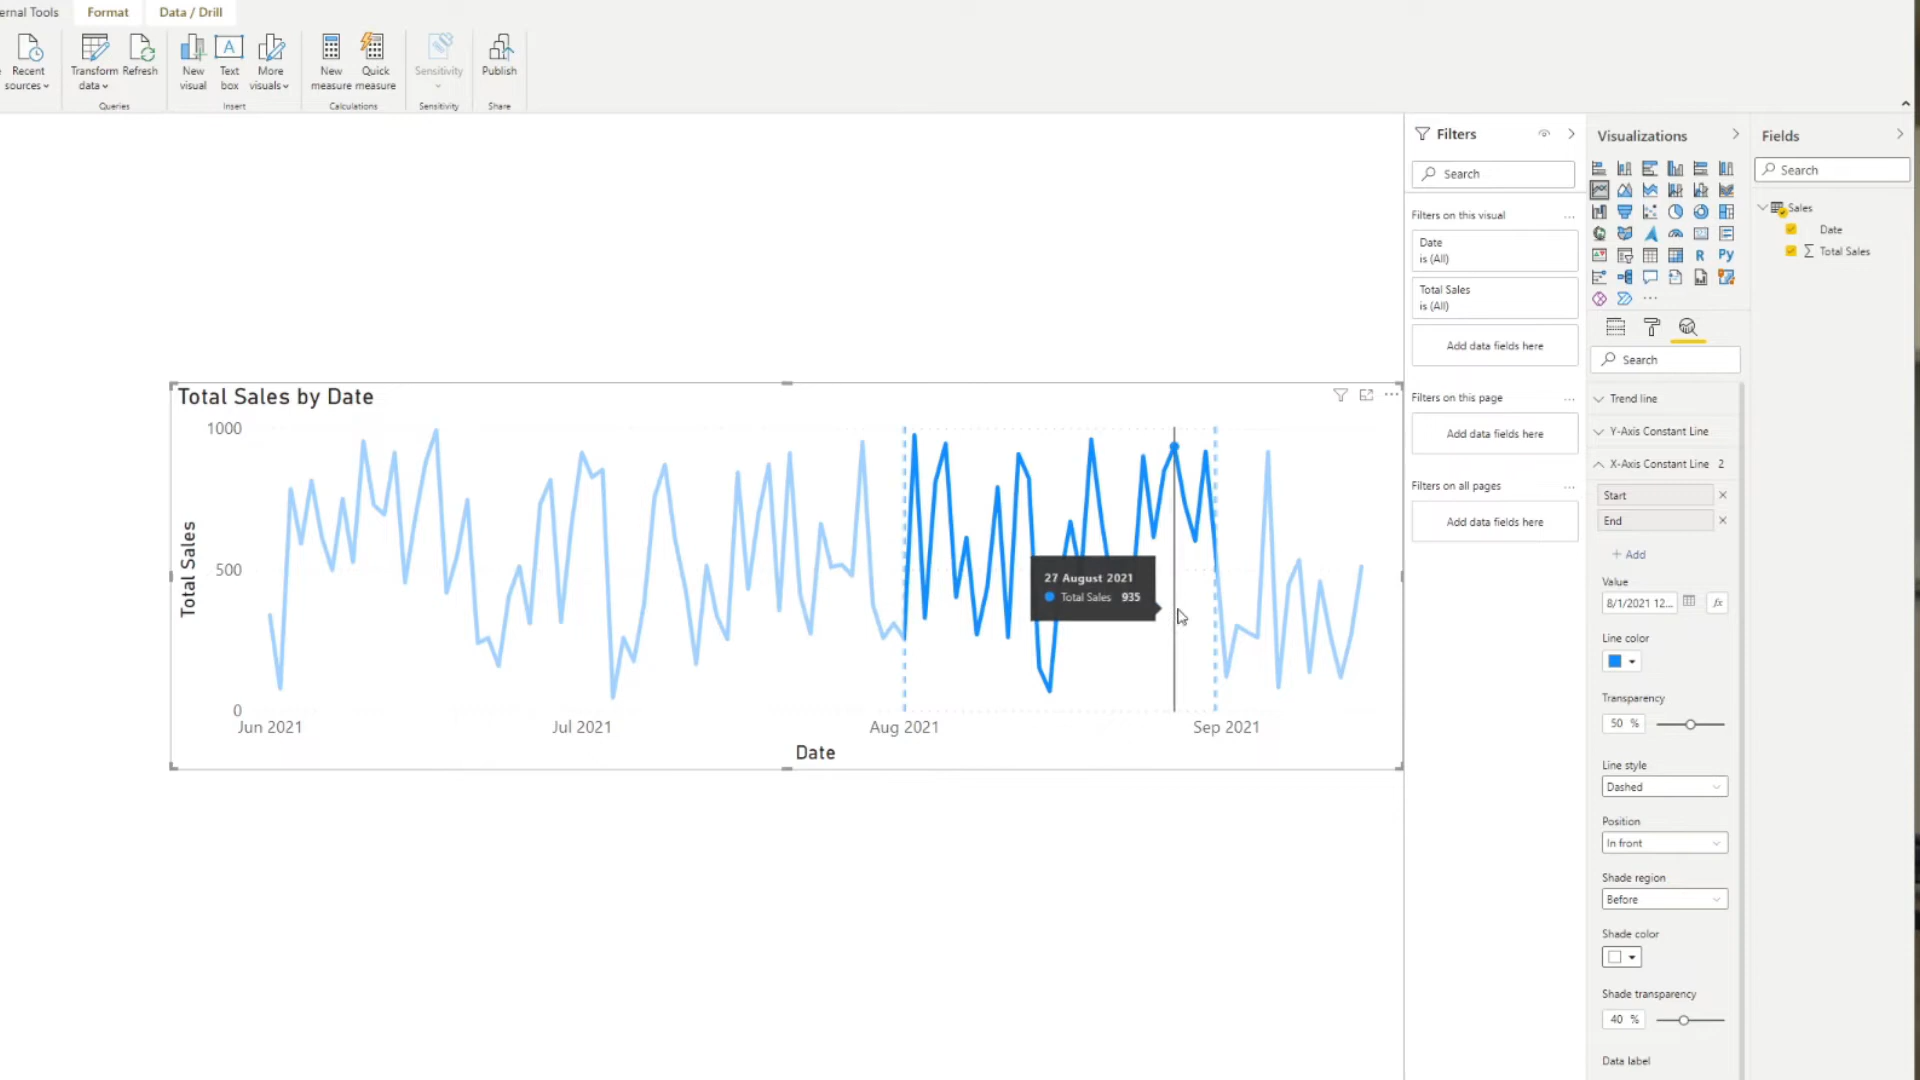 ernal Tools
Format
Data / Drill
Recent
sources
Transform
data
Refresh
Queries
New
visual
A
Text
box
More
visuals
Insert
New
measure
Quick
measure
Calculations
Sensitivity
Sensitivity
Publish
Share
Total Sales by Date
1000
500
0
Total Sales
Jun 2021
Jul 2021
Aug 2021
Sep 2021
Date
27 August 2021
Total Sales 935
Filters
Search
Filters on this visual
...
Date
is (All)
Total Sales
is (All)
Add data fields here
Filters on this page
...
Add data fields here
Filters on all pages
...
Add data fields here
Visualizations
R
Py
...
Search
Trend line
Y-Axis Constant Line
X-Axis Constant Line 2
Start
End
+ Add
Value
8/1/2021 12...
fx
Line color
Transparency
50 %
Line style
Dashed
Position
In front
Shade region
Before
Shade color
Shade transparency
40 %
Data label
Fields
Search
Sales
Date
Σ Total Sales